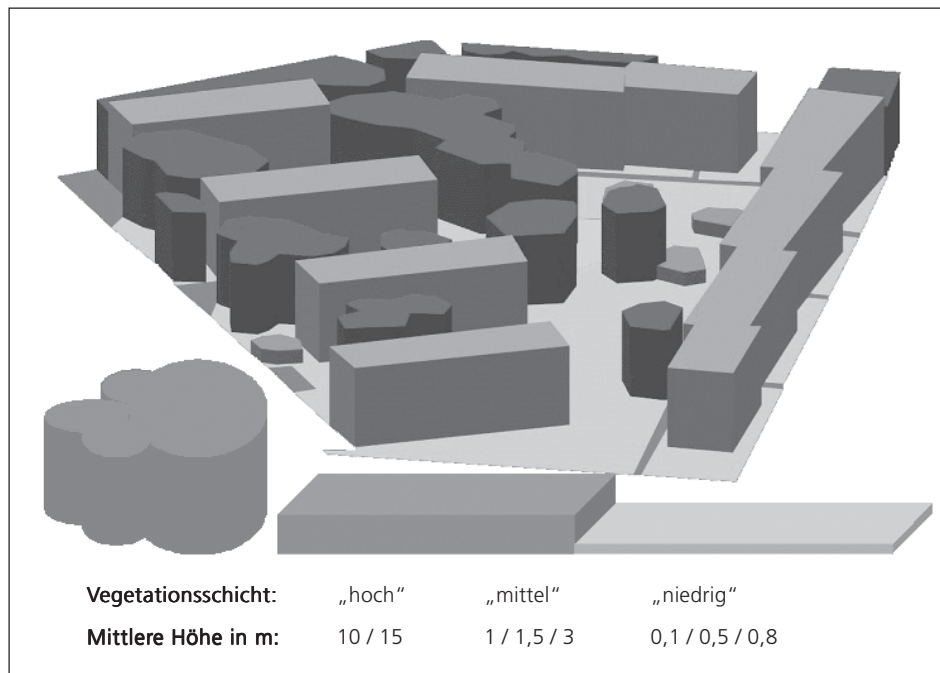 Vegetationsschicht: „hoch“ „mittel“ „niedrig“
Mittlere Höhe in m: 10 / 15 1 / 1,5 / 3 0,1 / 0,5 / 0,8